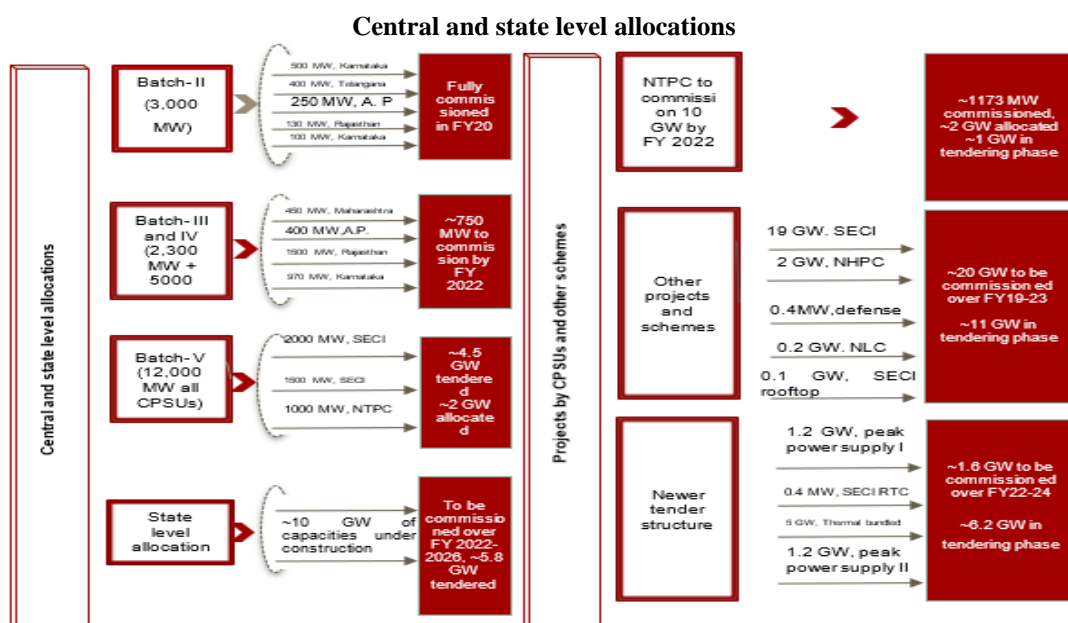 Central and state level allocations
Central and state level allocations
Batch-II
(3,000
MW)
500 MW, Karnataka
400 MW, Tolangana
250 MW, A. P
130 MW, Rajasthan
100 MW, Karnataka
Fully
commis
sioned
in FY20
Batch-III
and IV
(2,300
MW +
5000
450 MW, Maharashtra
400 MW,A.P.
1500 MW, Rajasthan
970 MW, Karnataka
~750
MW to
commis
sion by
FY
2022
Batch-V
(12,000
MW all
CPSUs)
2000 MW, SECI
1500 MW, SECI
1000 MW, NTPC
~4.5
GW
tendere
d
~2 GW
allocate
d
State
level
allocation
~10 GW of
capacities under
construction
To be
commissio
ned over
FY 2022-
2026, ~5.8
GW
tendered
Projects by CPSUs and other schemes
NTPC to
commissi
on 10
GW by
FY 2022
~1173 MW
commissioned,
~2 GW allocated
~1 GW in
tendering phase
Other
projects
and
schemes
19 GW. SECI
2 GW, NHPC
0.4MW,defense
0.2 GW. NLC
0.1 GW, SECI
rooftop
~20 GW to be
commission ed
over FY19-23
~11 GW in
tendering phase
Newer
tender
structure
1.2 GW, peak
power supply I
0.4 MW, SECI RTC
5 GW, Thermal bundled
1.2 GW, peak
power supply II
~1.6 GW to be
commission ed
over FY22-24
~6.2 GW in
tendering phase